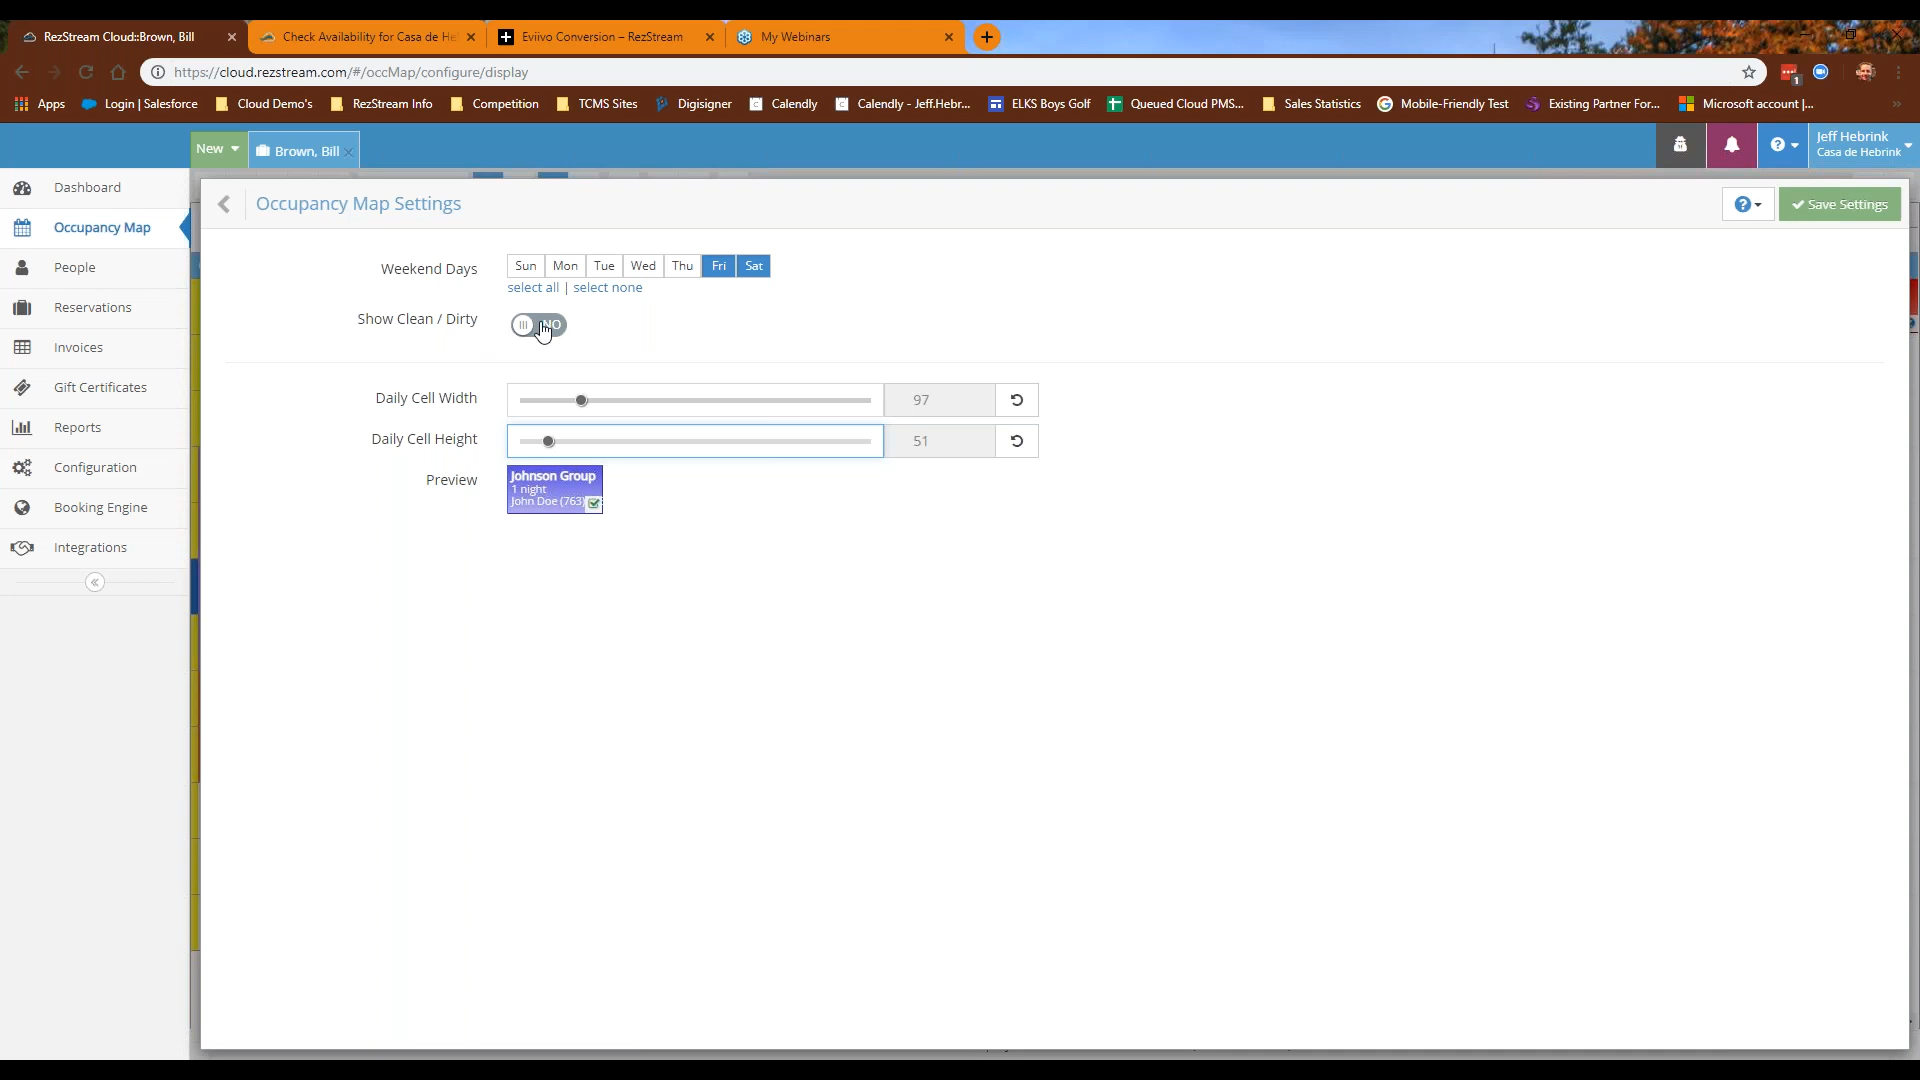 RezStream Cloud::Brown, Bill
Check Availability for Casa de He
Eviivo Conversion – RezStream
My Webinars
https://cloud.rezstream.com/#/occMap/configure/display
1
Apps
Login | Salesforce
Cloud Demo's
RezStream Info
Competition
TCMS Sites
Digisigner
Calendly
Calendly - Jeff.Hebr...
ELKS Boys Golf
Queued Cloud PMS...
Sales Statistics
Mobile-Friendly Test
Existing Partner For...
Microsoft account |...
New
Brown, Bill
Jeff Hebrink
Casa de Hebrink
Dashboard
Occupancy Map
People
Reservations
Invoices
Gift Certificates
Reports
Configuration
Booking Engine
Integrations
Occupancy Map Settings
Save Settings
Weekend Days
Sun Mon Tue Wed Thu Fri Sat
select all | select none
Show Clean / Dirty
NO
Daily Cell Width
97
Daily Cell Height
51
Preview
Johnson Group
1 night
John Doe (763)